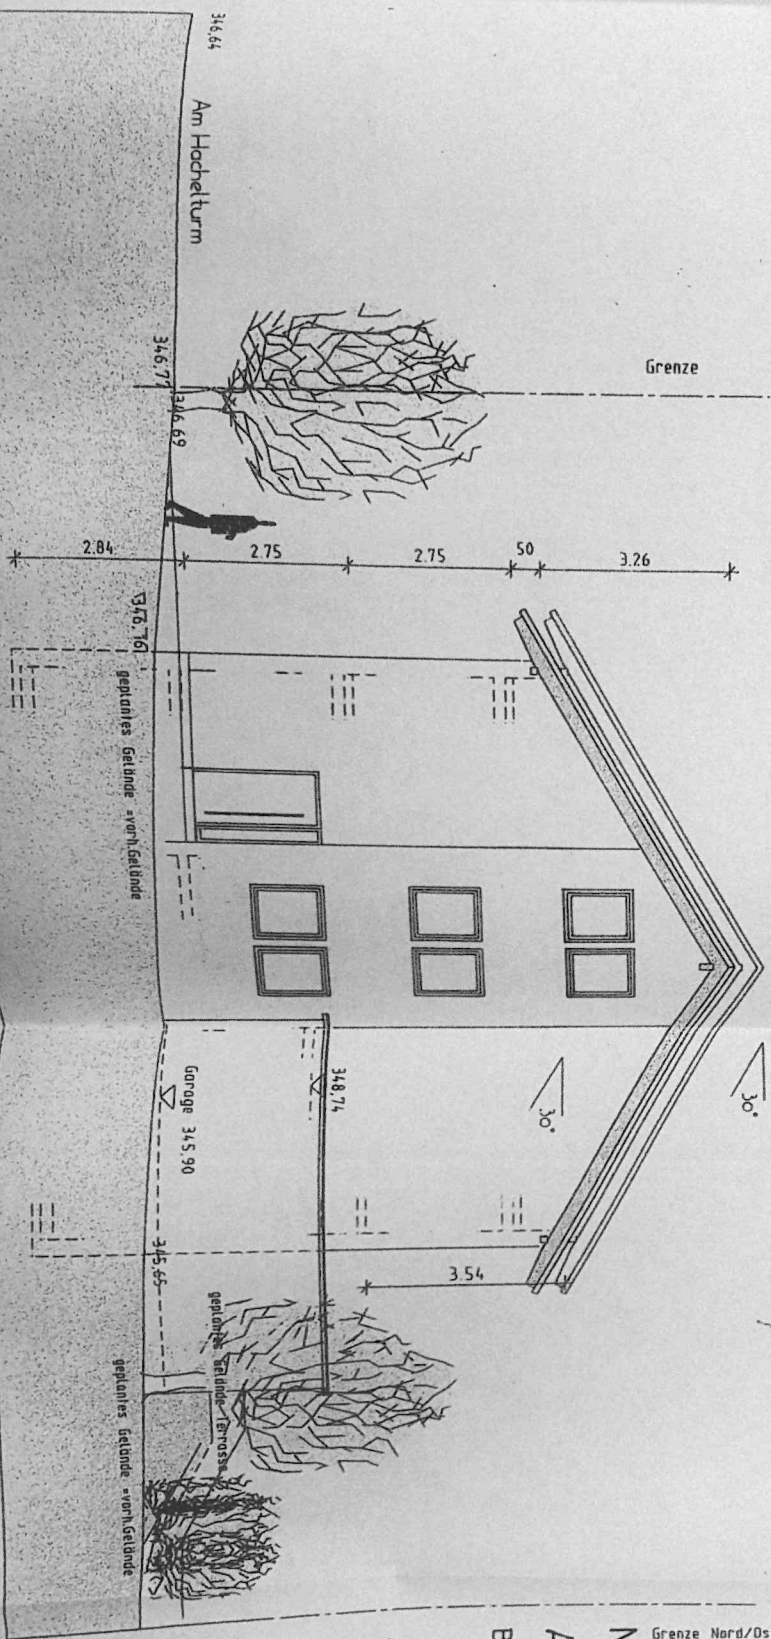 346,64
Am Hachelturm
Grenze
346.77
346.69
2.84
2.75
2.75
50
3.26
346,16
geplantes Gelände =vorh.Gelände
30°
30°
348,74
Garage 345,90
345,65
3.54
geplantes Gelände Terrasse
geplantes Gelände =vorh.Gelände
Grenze Nord/Os
N
A